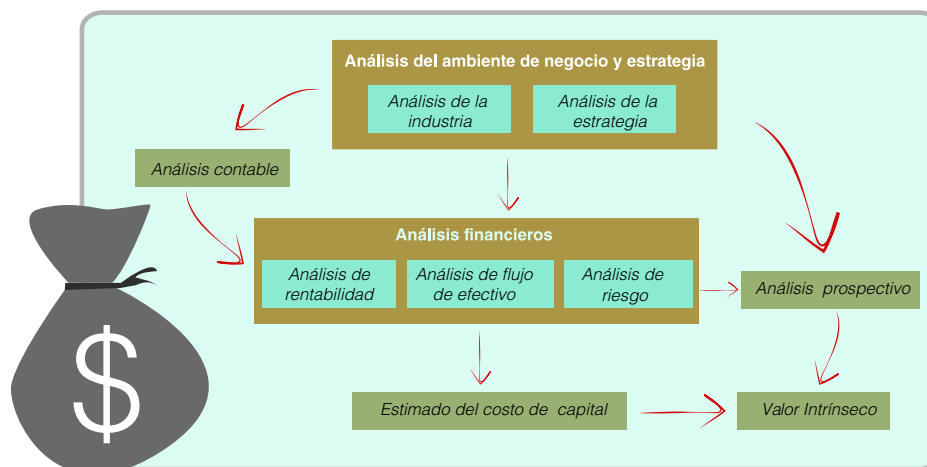 Análisis del ambiente de negocio y estrategia
Análisis de la
industria
Análisis de la
estrategia
Análisis contable
Análisis financieros
Análisis de
rentabilidad
Análisis de flujo
de efectivo
Análisis de
riesgo
Análisis prospectivo
Estimado del costo de capital
Valor Intrínseco
$